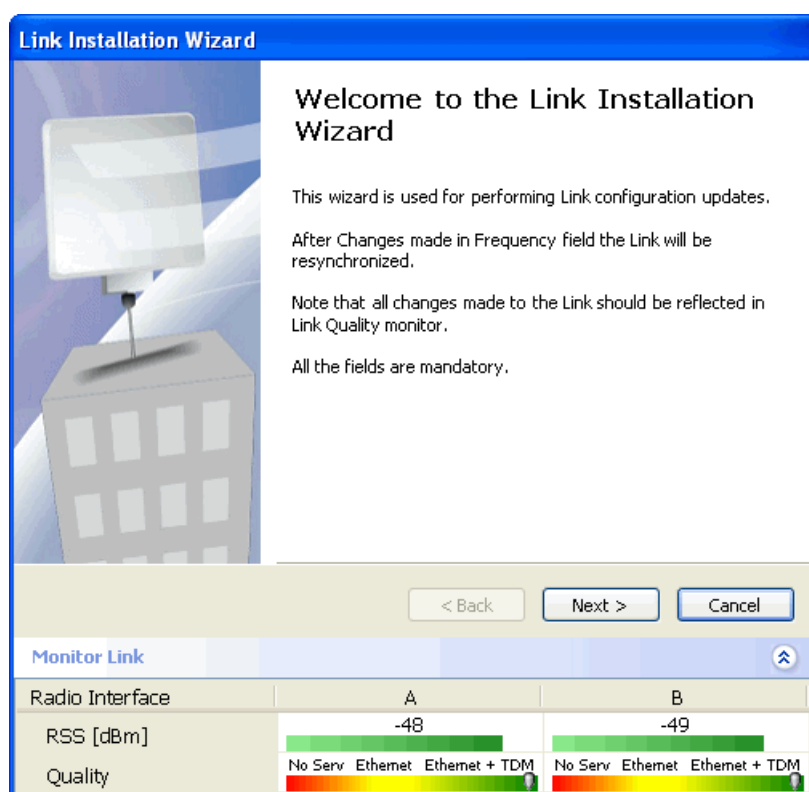 Link Installation Wizard
Welcome to the Link Installation
Wizard
This wizard is used for performing Link configuration updates.
After Changes made in Frequency field the Link will be
resynchronized.
Note that all changes made to the Link should be reflected in
Link Quality monitor.
All the fields are mandatory.
< Back Next > Cancel
Monitor Link
Radio Interface A B
RSS [dBm] -48 -49
Quality No Serv Ethernet Ethernet + TDM No Serv Ethernet Ethernet + TDM